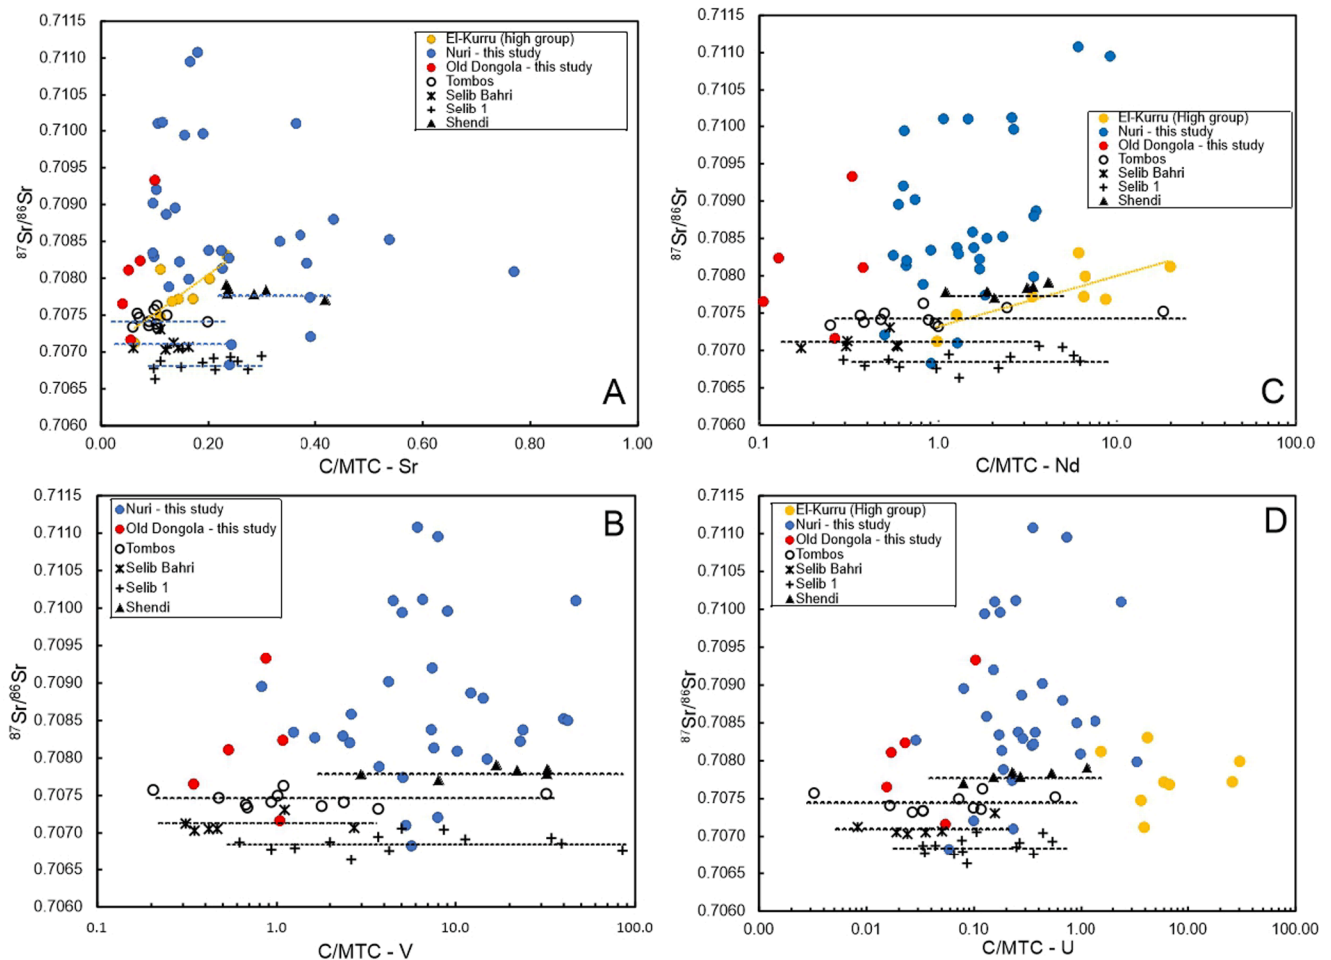 0.7115
0.7110
0.7105
0.7100
0.7095
0.7090
0.7085
0.7080
0.7075
0.7070
0.7065
0.7060
87Sr/86Sr
El-Kurru (high group)
Nuri - this study
Old Dongola - this study
Tombos
Selib Bahri
Selib 1
Shendi
A
0.00
0.20
0.40
0.60
0.80
1.00
C/MTC - Sr
0.7115
0.7110
0.7105
0.7100
0.7095
0.7090
0.7085
0.7080
0.7075
0.7070
0.7065
0.7060
87Sr/86Sr
El-Kurru (High group)
Nuri - this study
Old Dongola - this study
Tombos
Selib Bahri
Selib 1
Shendi
C
0.1
1.0
10.0
100.0
C/MTC - Nd
0.7115
0.7110
0.7105
0.7100
0.7095
0.7090
0.7085
0.7080
0.7075
0.7070
0.7065
0.7060
87Sr/86Sr
Nuri - this study
Old Dongola - this study
Tombos
Selib Bahri
Selib 1
Shendi
B
0.1
1.0
10.0
100.0
C/MTC - V
0.7115
0.7110
0.7105
0.7100
0.7095
0.7090
0.7085
0.7080
0.7075
0.7070
0.7065
0.7060
87Sr/86Sr
El-Kurru (High group)
Nuri - this study
Old Dongola - this study
Tombos
Selib Bahri
Selib 1
Shendi
D
0.00
0.01
0.10
1.00
10.00
100.00
C/MTC - U